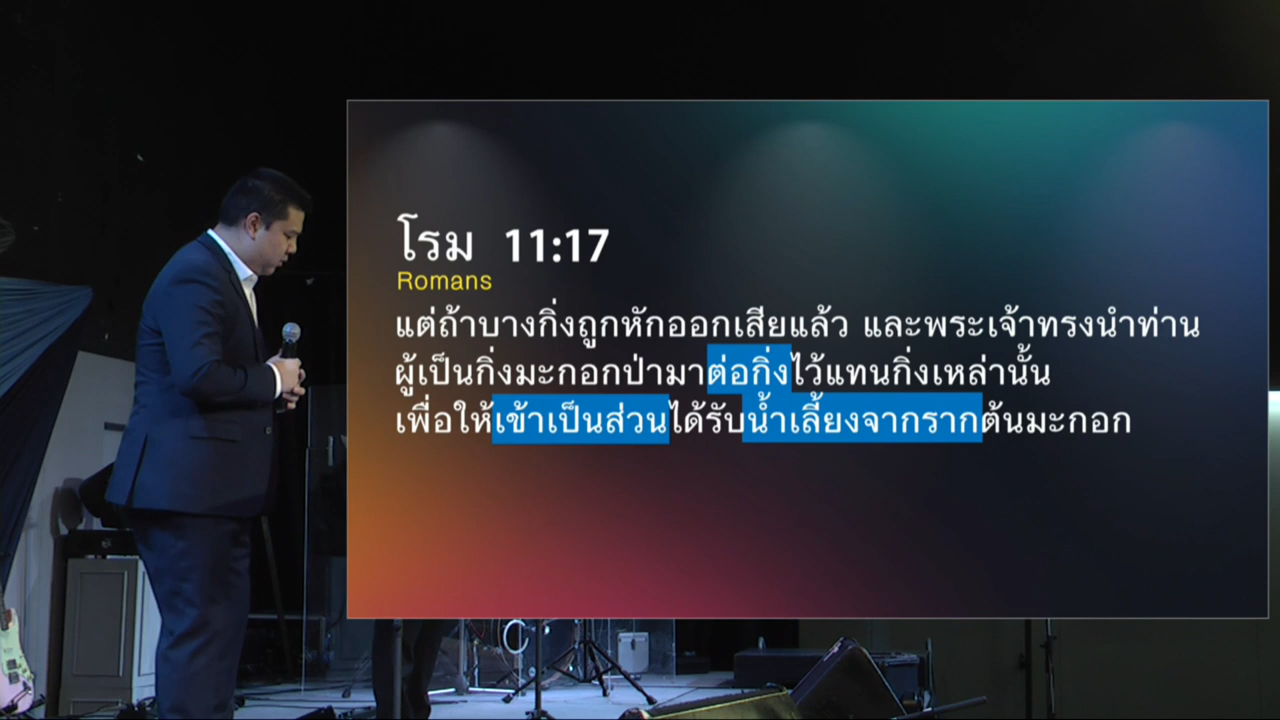 โรม 11:17
Romans
แต่ถ้าบางกิ่งถูกหักออกเสียแล้ว และพระเจ้าทรงนำท่าน
ผู้เป็นกิ่งมะกอกป่ามาต่อกิ่งไว้แทนกิ่งเหล่านั้น
เพื่อให้เข้าเป็นส่วนได้รับน้ำเลี้ยงจากรากต้นมะกอก